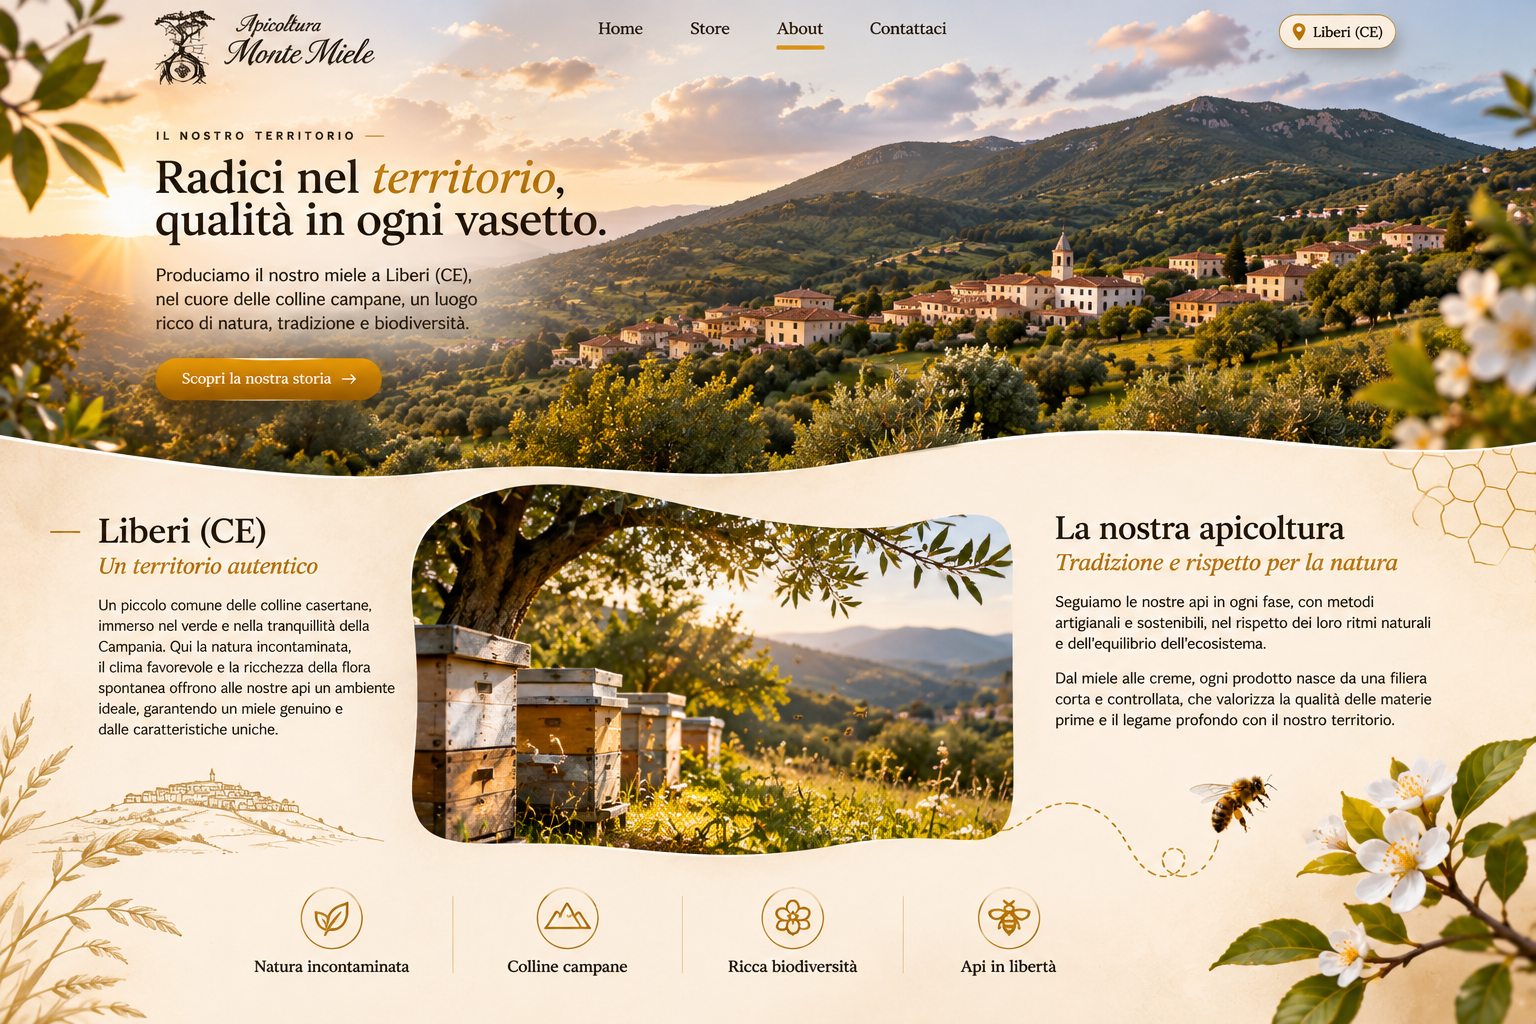 Apicoltura
Monte Miele
Home
Store
About
Contattaci
Liberi (CE)
IL NOSTRO TERRITORIO
Radici nel territorio,
qualità in ogni vasetto.
Produciamo il nostro miele a Liberi (CE),
nel cuore delle colline campane, un luogo
ricco di natura, tradizione e biodiversità.
Scopri la nostra storia →
Liberi (CE)
Un territorio autentico
Un piccolo comune delle colline casertane,
immerso nel verde e nella tranquillità della
Campania. Qui la natura incontaminata,
il clima favorevole e la ricchezza della flora
spontanea offrono alle nostre api un ambiente
ideale, garantendo un miele genuino e
dalle caratteristiche uniche.
La nostra apicoltura
Tradizione e rispetto per la natura
Seguiamo le nostre api in ogni fase, con metodi
artigianali e sostenibili, nel rispetto dei loro ritmi naturali
e dell'equilibrio dell'ecosistema.
Dal miele alle creme, ogni prodotto nasce da una filiera
corta e controllata, che valorizza la qualità delle materie
prime e il legame profondo con il nostro territorio.
Natura incontaminata
Colline campane
Ricca biodiversità
Api in libertà